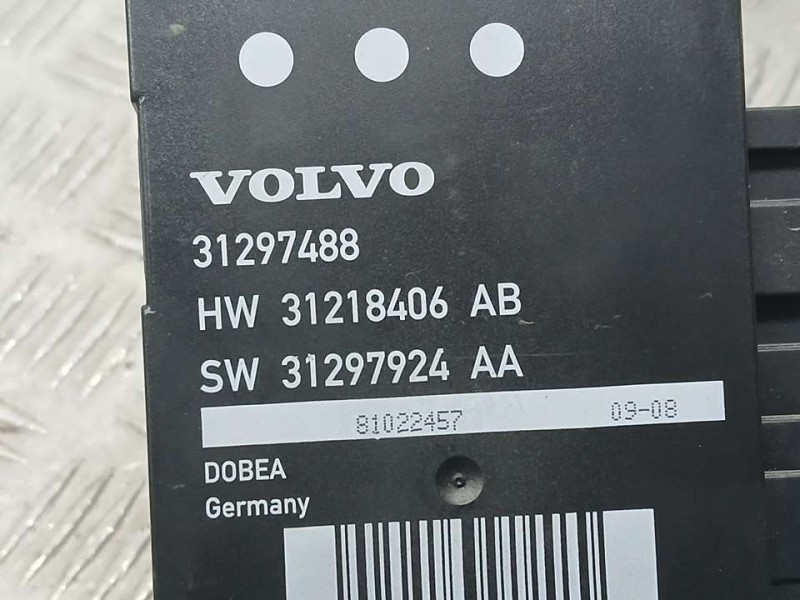 VOLVO
31297488
HW 31218406 AB
SW 31297924 AA
81022457 09-08
DOBEA
Germany